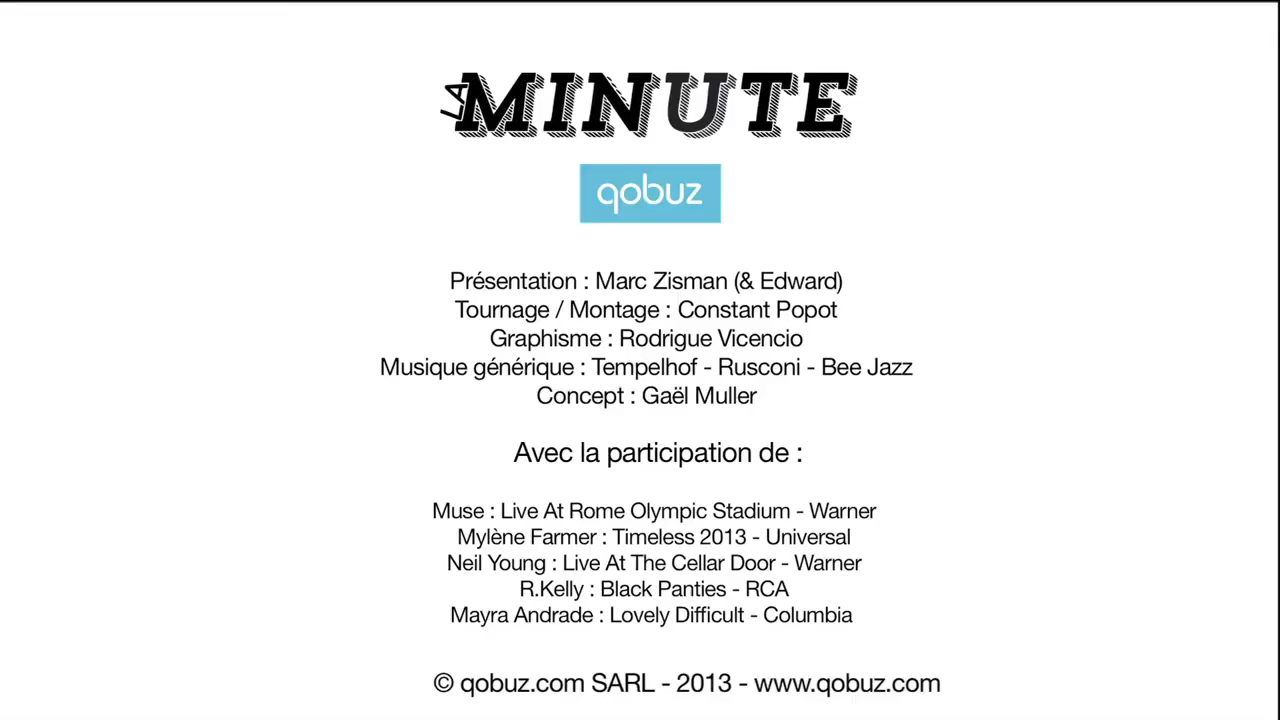 LA MINUTE
qobuz
Présentation : Marc Zisman (& Edward)
Tournage / Montage : Constant Popot
Graphisme : Rodrigue Vicencio
Musique générique : Tempelhof - Rusconi - Bee Jazz
Concept : Gaël Muller
Avec la participation de :
Muse : Live At Rome Olympic Stadium - Warner
Mylène Farmer : Timeless 2013 - Universal
Neil Young : Live At The Cellar Door - Warner
R.Kelly : Black Panties - RCA
Mayra Andrade : Lovely Difficult - Columbia
© qobuz.com SARL - 2013 - www.qobuz.com